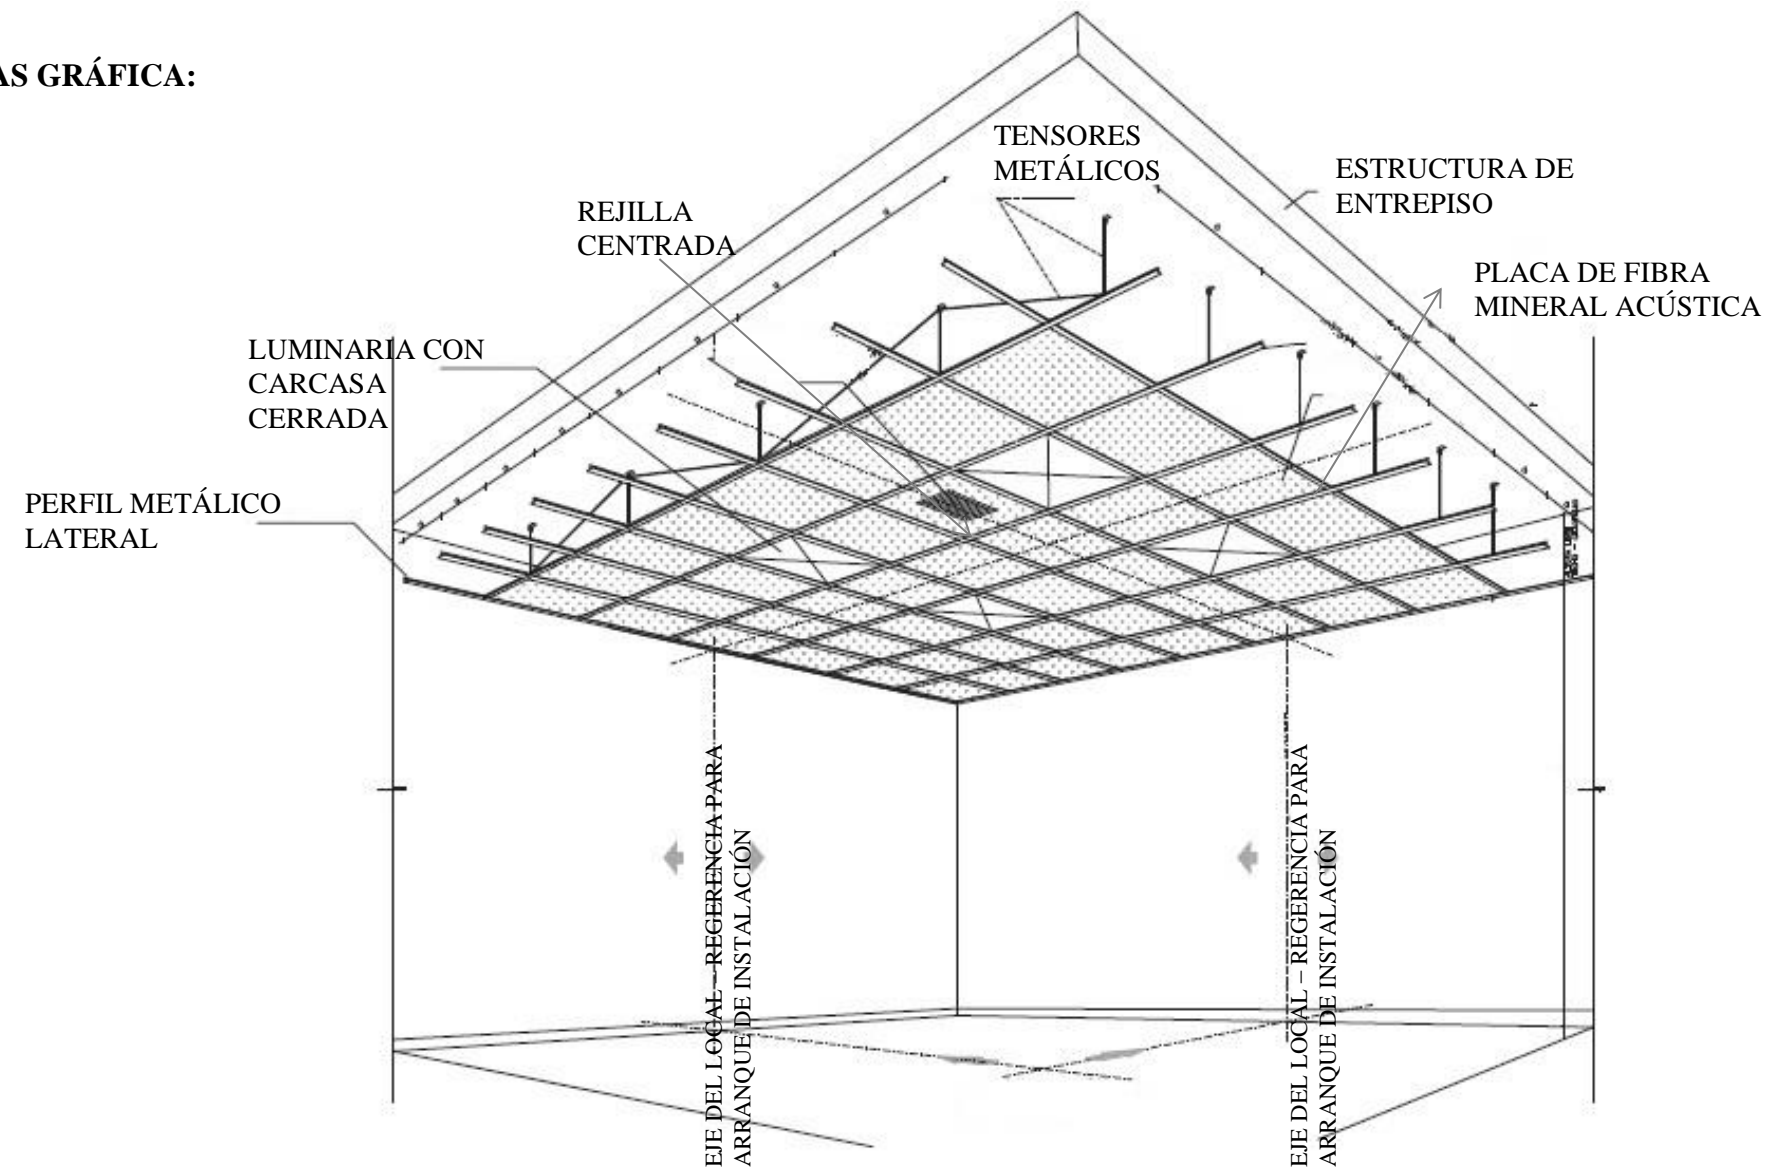 AS GRÁFICA:
TENSORES
METÁLICOS
ESTRUCTURA DE
ENTREPISO
REJILLA
CENTRADA
PLACA DE FIBRA
MINERAL ACÚSTICA
LUMINARIA CON
CARCASA
CERRADA
PERFIL METÁLICO
LATERAL
EJE DEL LOCAL – REGERENCIA PARA
ARRANQUE DE INSTALACIÓN
EJE DEL LOCAL – REGERENCIA PARA
ARRANQUE DE INSTALACIÓN